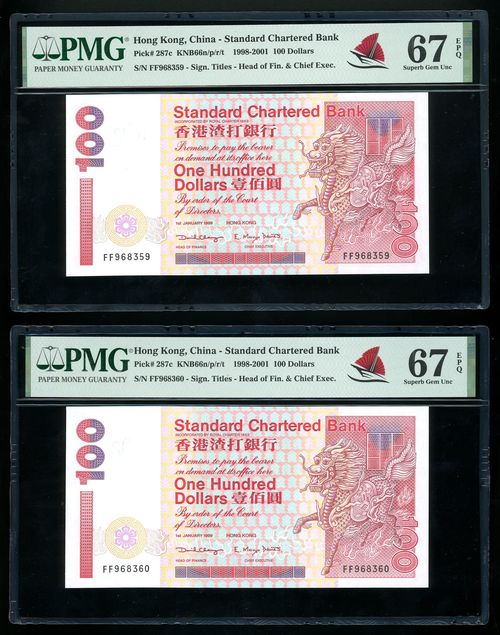 PMG
PAPER MONEY GUARANTY
Hong Kong, China - Standard Chartered Bank
Pick# 287c KNB66n/p/r/t 1998-2001 100 Dollars
S/N FF968359 - Sign. Titles - Head of Fin. & Chief Exec.
67 EPQ
Superb Gem Unc
100
Standard Chartered Bank
INCORPORATED BY ROYAL CHARTER 1853
香港渣打銀行
Promises to pay the bearer
on demand at its office here
One Hundred
Dollars 壹佰圓
By order of the Court
of Directors.
1st JANUARY 1999 HONG KONG
HEAD OF FINANCE CHIEF EXECUTIVE
FF968359
FF968359
100
PMG
PAPER MONEY GUARANTY
Hong Kong, China - Standard Chartered Bank
Pick# 287c KNB66n/p/r/t 1998-2001 100 Dollars
S/N FF968360 - Sign. Titles - Head of Fin. & Chief Exec.
67 EPQ
Superb Gem Unc
100
Standard Chartered Bank
INCORPORATED BY ROYAL CHARTER 1853
香港渣打銀行
Promises to pay the bearer
on demand at its office here
One Hundred
Dollars 壹佰圓
By order of the Court
of Directors.
1st JANUARY 1999 HONG KONG
HEAD OF FINANCE CHIEF EXECUTIVE
FF968360
FF968360
100